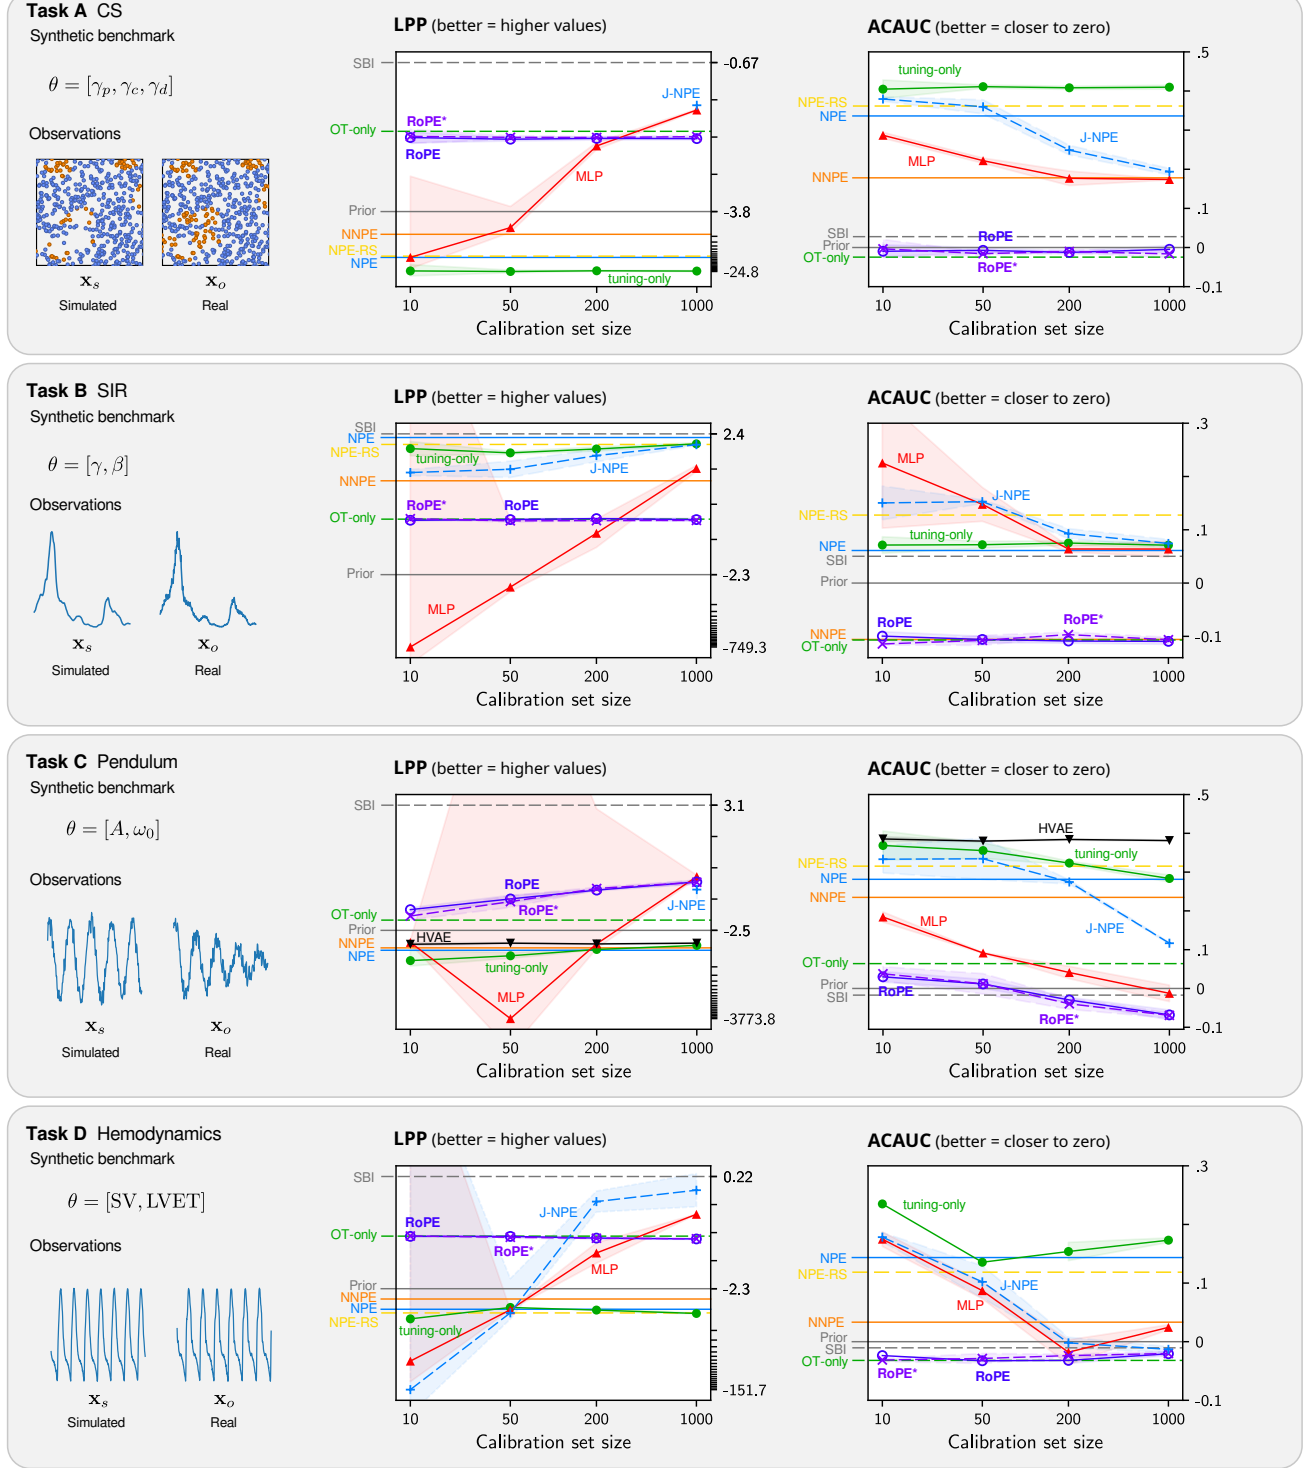 Task A CS
Synthetic benchmark
θ = [γp, γc, γd]
Observations
𝐱s
𝐱o
Simulated
Real
LPP (better = higher values)
SBI
-0.67
J-NPE
RoPE*
OT-only
RoPE
MLP
Prior
-3.8
NNPE
NPE-RS
NPE
tuning-only
-24.8
10
50
200
1000
Calibration set size
ACAUC (better = closer to zero)
.5
tuning-only
NPE-RS
NPE
J-NPE
MLP
NNPE
.1
SBI
RoPE
Prior
0
OT-only
RoPE*
-0.1
10
50
200
1000
Calibration set size
Task B SIR
Synthetic benchmark
θ = [γ, β]
Observations
𝐱s
𝐱o
Simulated
Real
LPP (better = higher values)
SBI
2.4
NPE
NPE-RS
tuning-only
J-NPE
NNPE
RoPE*
RoPE
OT-only
Prior
-2.3
MLP
-749.3
10
50
200
1000
Calibration set size
ACAUC (better = closer to zero)
.3
MLP
J-NPE
NPE-RS
.1
tuning-only
NPE
SBI
Prior
0
RoPE
RoPE*
NNPE
-0.1
OT-only
10
50
200
1000
Calibration set size
Task C Pendulum
Synthetic benchmark
θ = [A, ω0]
Observations
𝐱s
𝐱o
Simulated
Real
LPP (better = higher values)
SBI
3.1
RoPE
J-NPE
RoPE*
OT-only
Prior
-2.5
HVAE
NNPE
NPE
tuning-only
MLP
-3773.8
10
50
200
1000
Calibration set size
ACAUC (better = closer to zero)
.5
HVAE
tuning-only
NPE-RS
NPE
NNPE
MLP
J-NPE
.1
OT-only
Prior
0
RoPE
SBI
RoPE*
-0.1
10
50
200
1000
Calibration set size
Task D Hemodynamics
Synthetic benchmark
θ = [SV, LVET]
Observations
𝐱s
𝐱o
Simulated
Real
LPP (better = higher values)
SBI
0.22
J-NPE
RoPE
OT-only
RoPE*
MLP
Prior
-2.3
NNPE
NPE
NPE-RS
tuning-only
-151.7
10
50
200
1000
Calibration set size
ACAUC (better = closer to zero)
.3
tuning-only
NPE
NPE-RS
J-NPE
.1
MLP
NNPE
Prior
0
SBI
OT-only
RoPE*
RoPE
-0.1
10
50
200
1000
Calibration set size